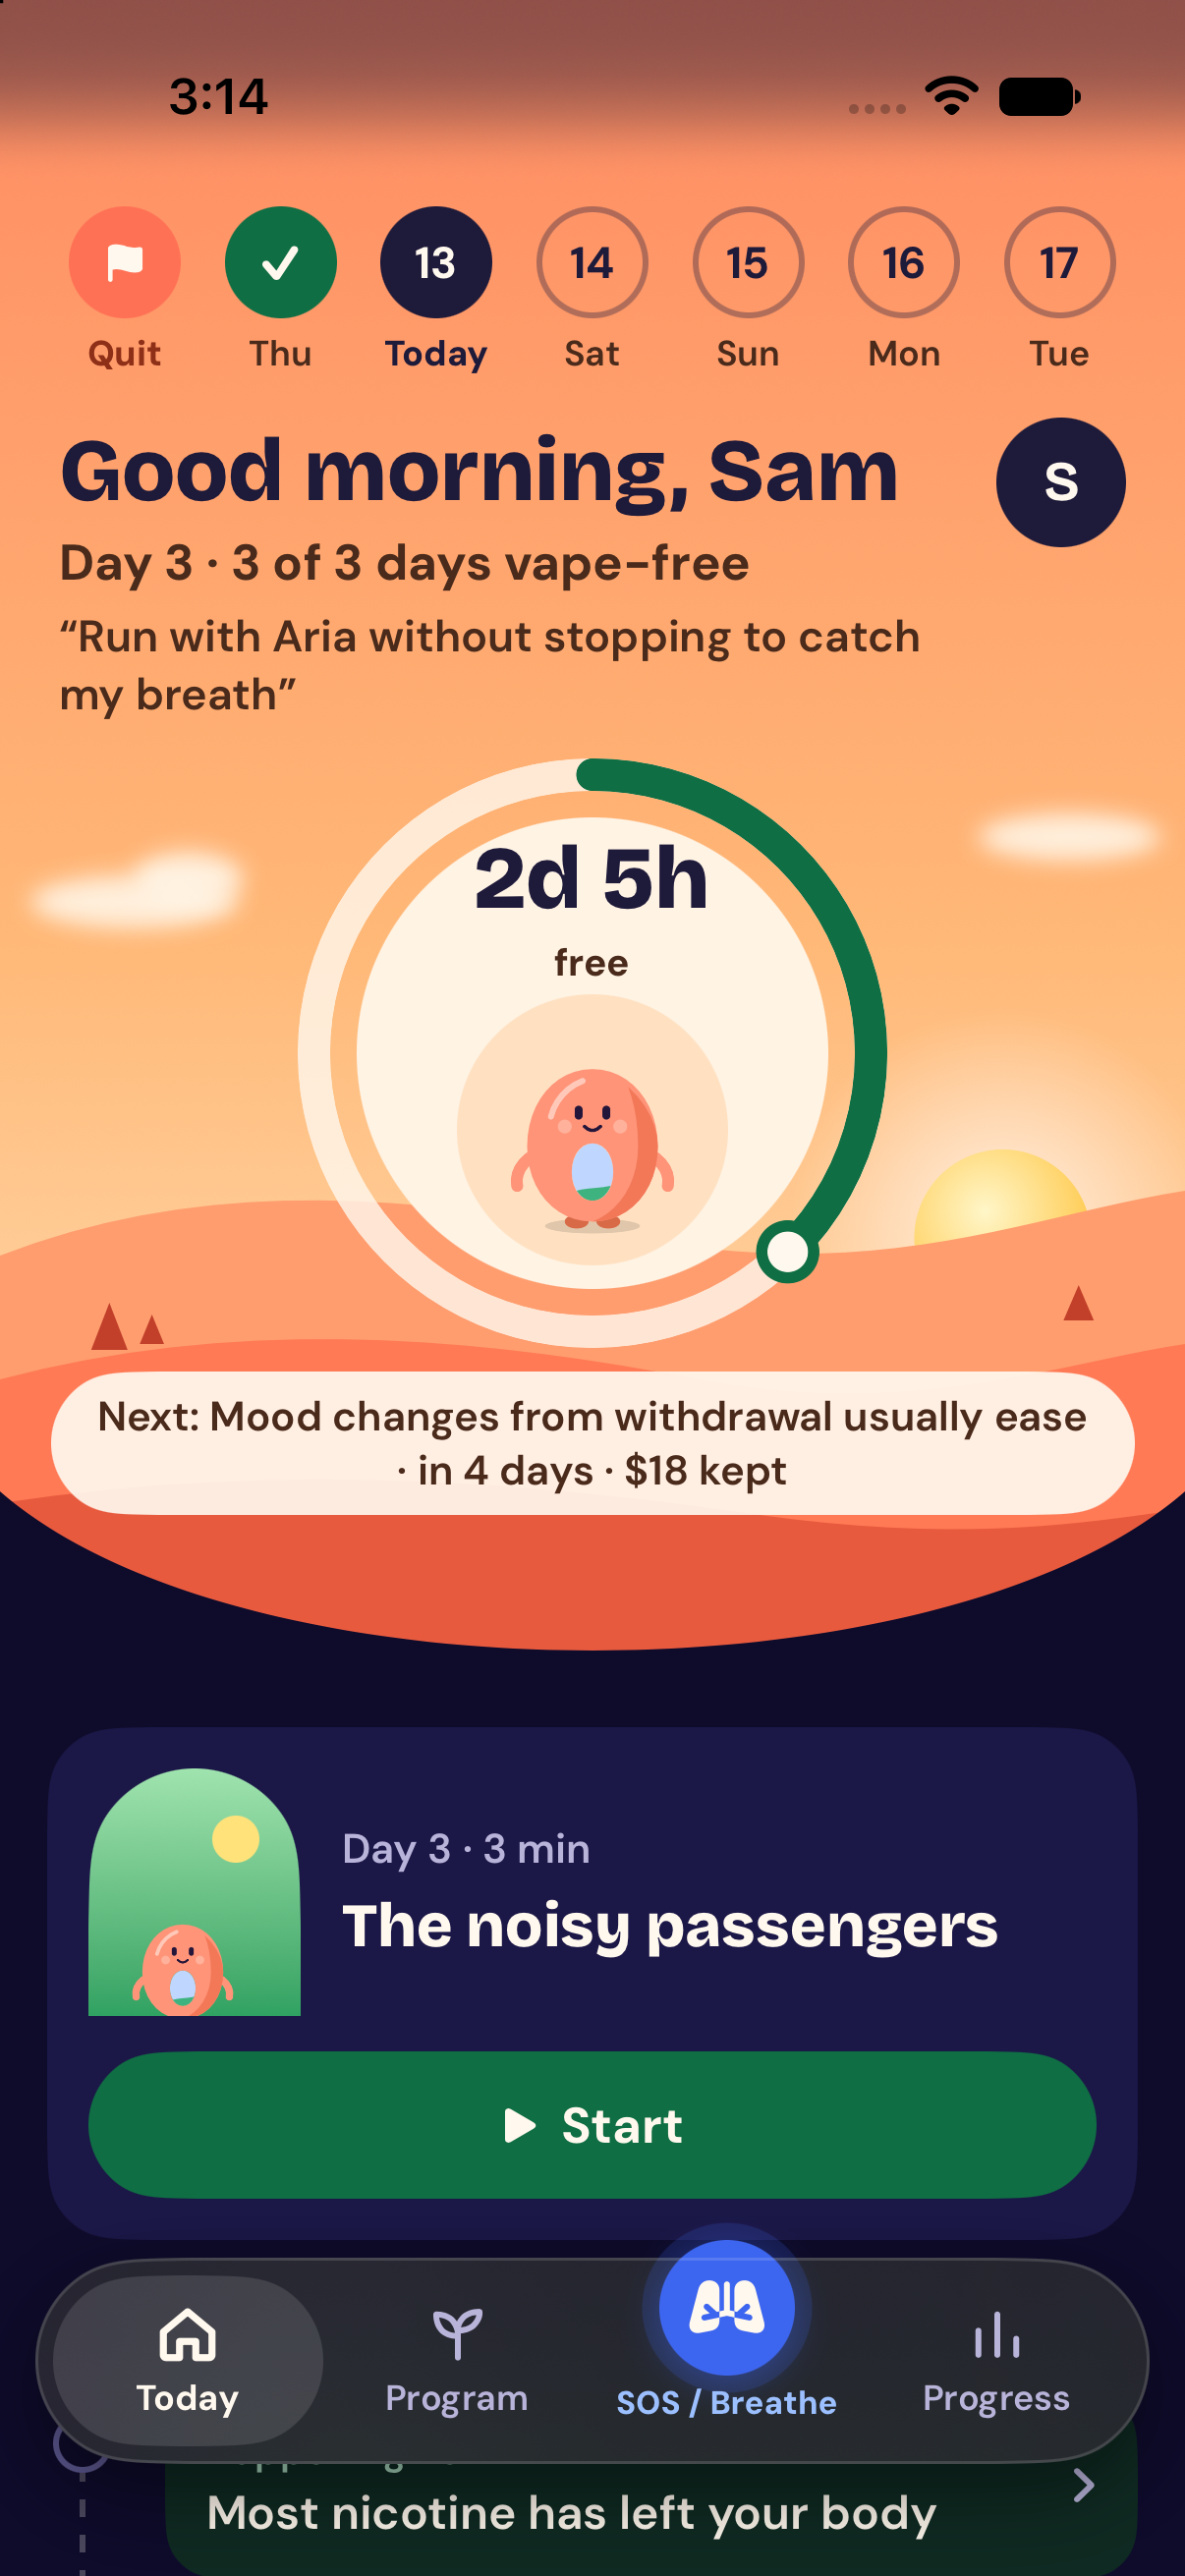 3:14
13
14
15
16
17
Quit
Thu
Today
Sat
Sun
Mon
Tue
Good morning, Sam
S
Day 3 · 3 of 3 days vape-free
“Run with Aria without stopping to catch
my breath”
2d 5h
free
Next: Mood changes from withdrawal usually ease
· in 4 days · $18 kept
Day 3 · 3 min
The noisy passengers
Start
Today
Program
SOS / Breathe
Progress
Most nicotine has left your body